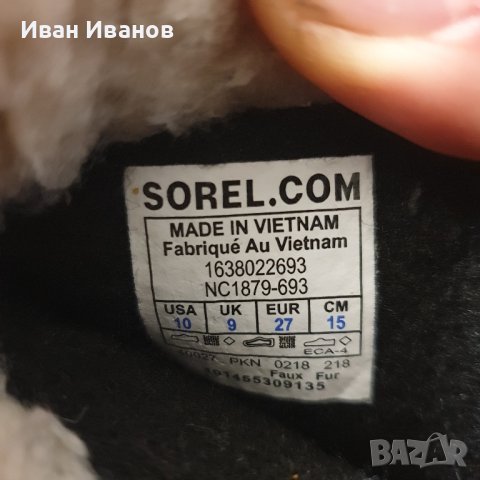 Иван Иванов
SOREL.COM
MADE IN VIETNAM
Fabriqué Au Vietnam
1638022693
NC1879-693
USA UK EUR CM
10 9 27 15
ECA-4
PKN 0218 218
Faux Fur
BAZAR